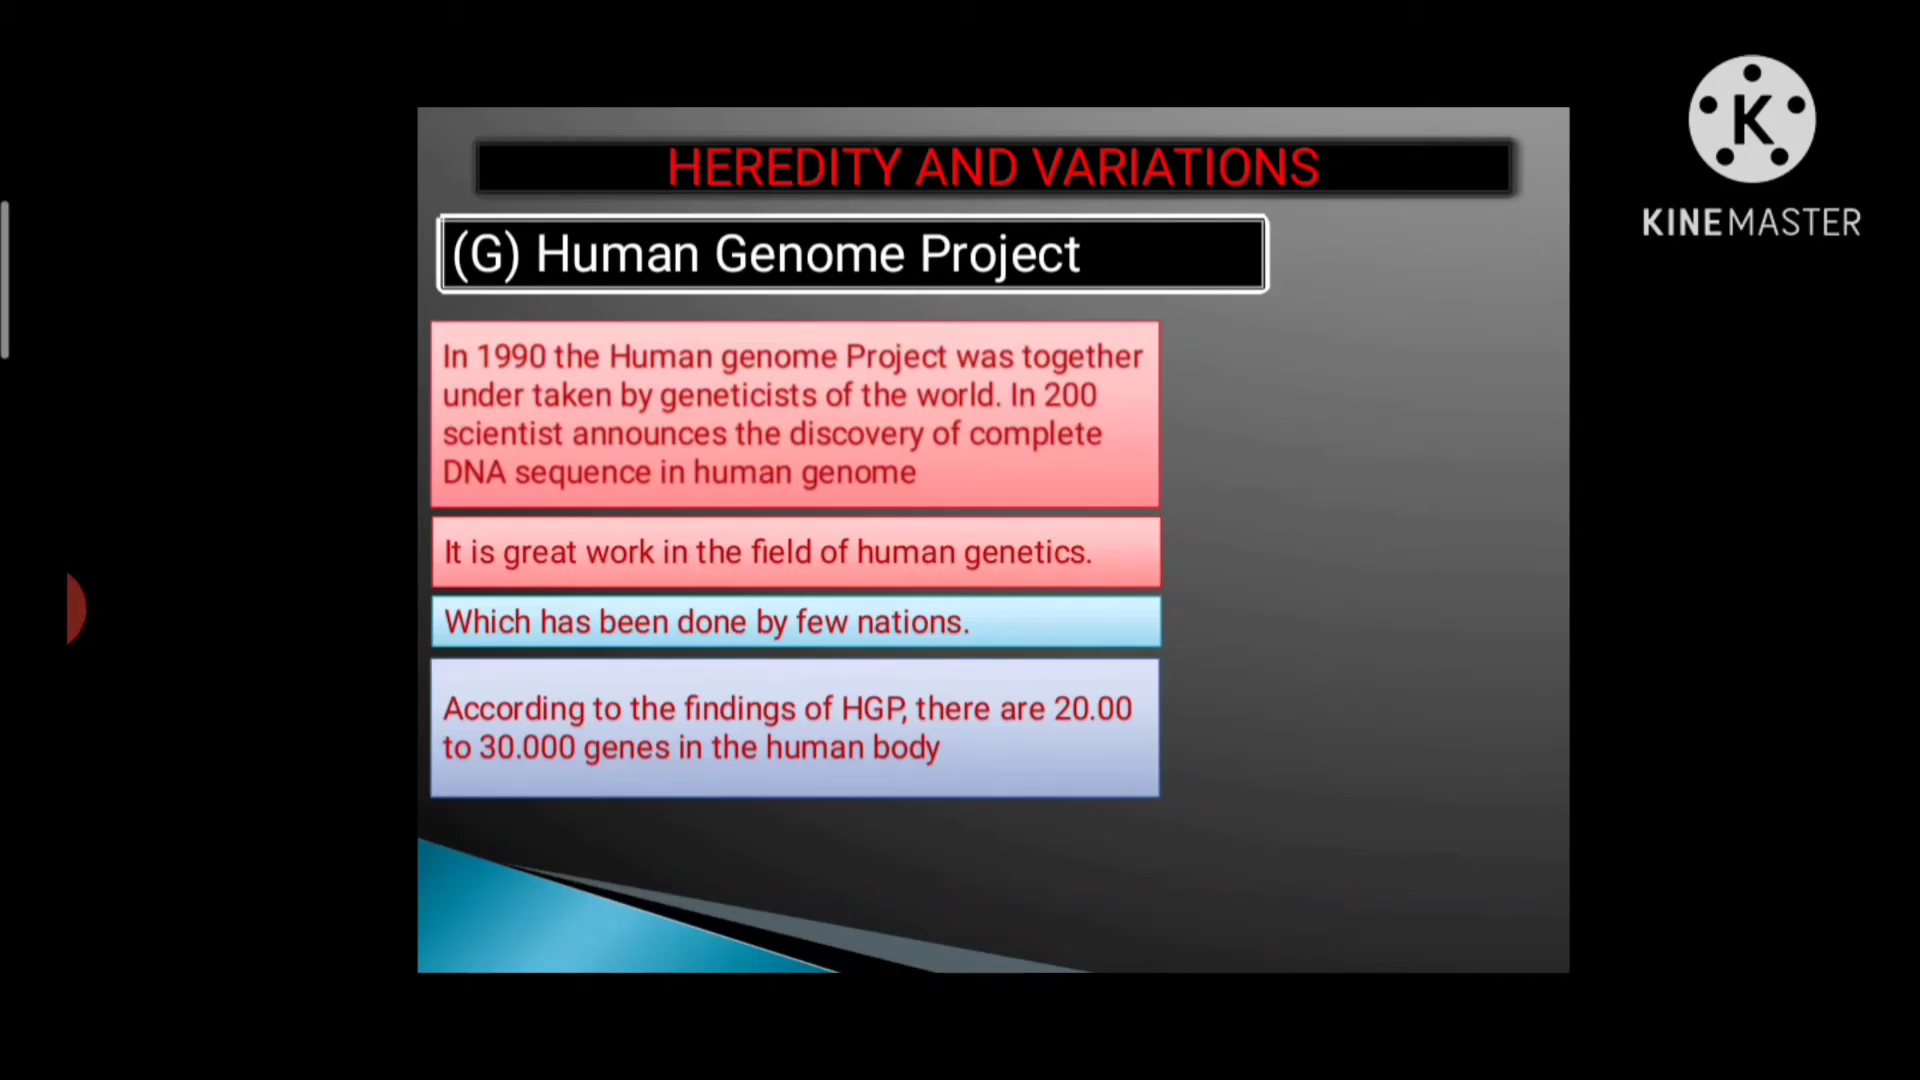 HEREDITY AND VARIATIONS
(G) Human Genome Project
In 1990 the Human genome Project was together
under taken by geneticists of the world. In 200
scientist announces the discovery of complete
DNA sequence in human genome
It is great work in the field of human genetics.
Which has been done by few nations.
According to the findings of HGP, there are 20.00
to 30.000 genes in the human body
K
KINEMASTER